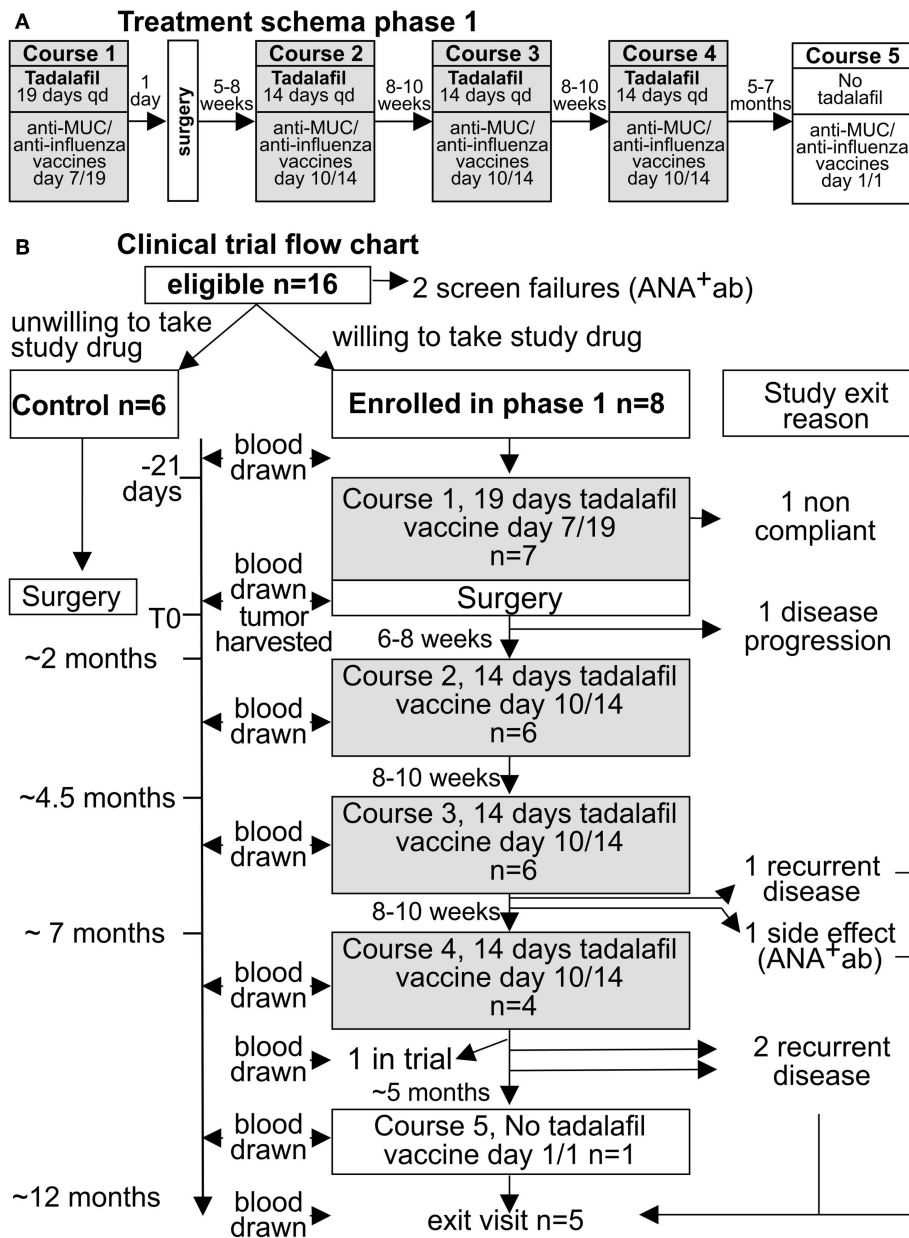 A
Treatment schema phase 1
Course 1
Tadalafil
19 days qd
anti-MUC/
anti-influenza
vaccines
day 7/19
1
day
surgery
5-8
weeks
Course 2
Tadalafil
14 days qd
anti-MUC/
anti-influenza
vaccines
day 10/14
8-10
weeks
Course 3
Tadalafil
14 days qd
anti-MUC/
anti-influenza
vaccines
day 10/14
8-10
weeks
Course 4
Tadalafil
14 days qd
anti-MUC/
anti-influenza
vaccines
day 10/14
5-7
months
Course 5
No
tadalafil
anti-MUC/
anti-influenza
vaccines
day 1/1
B
Clinical trial flow chart
eligible n=16
2 screen failures (ANA+ab)
unwilling to take
study drug
willing to take study drug
Control n=6
Enrolled in phase 1 n=8
Study exit
reason
blood
drawn
-21
days
Course 1, 19 days tadalafil
vaccine day 7/19
n=7
1 non
compliant
Surgery
T0
blood
drawn
tumor
harvested
Surgery
1 disease
progression
6-8 weeks
~2 months
blood
drawn
Course 2, 14 days tadalafil
vaccine day 10/14
n=6
8-10 weeks
~4.5 months
blood
drawn
Course 3, 14 days tadalafil
vaccine day 10/14
n=6
1 recurrent
disease
8-10 weeks
1 side effect
(ANA+ab)
~ 7 months
blood
drawn
Course 4, 14 days tadalafil
vaccine day 10/14
n=4
blood
drawn
1 in trial
2 recurrent
disease
~5 months
blood
drawn
Course 5, No tadalafil
vaccine day 1/1 n=1
~12 months
blood
drawn
exit visit n=5